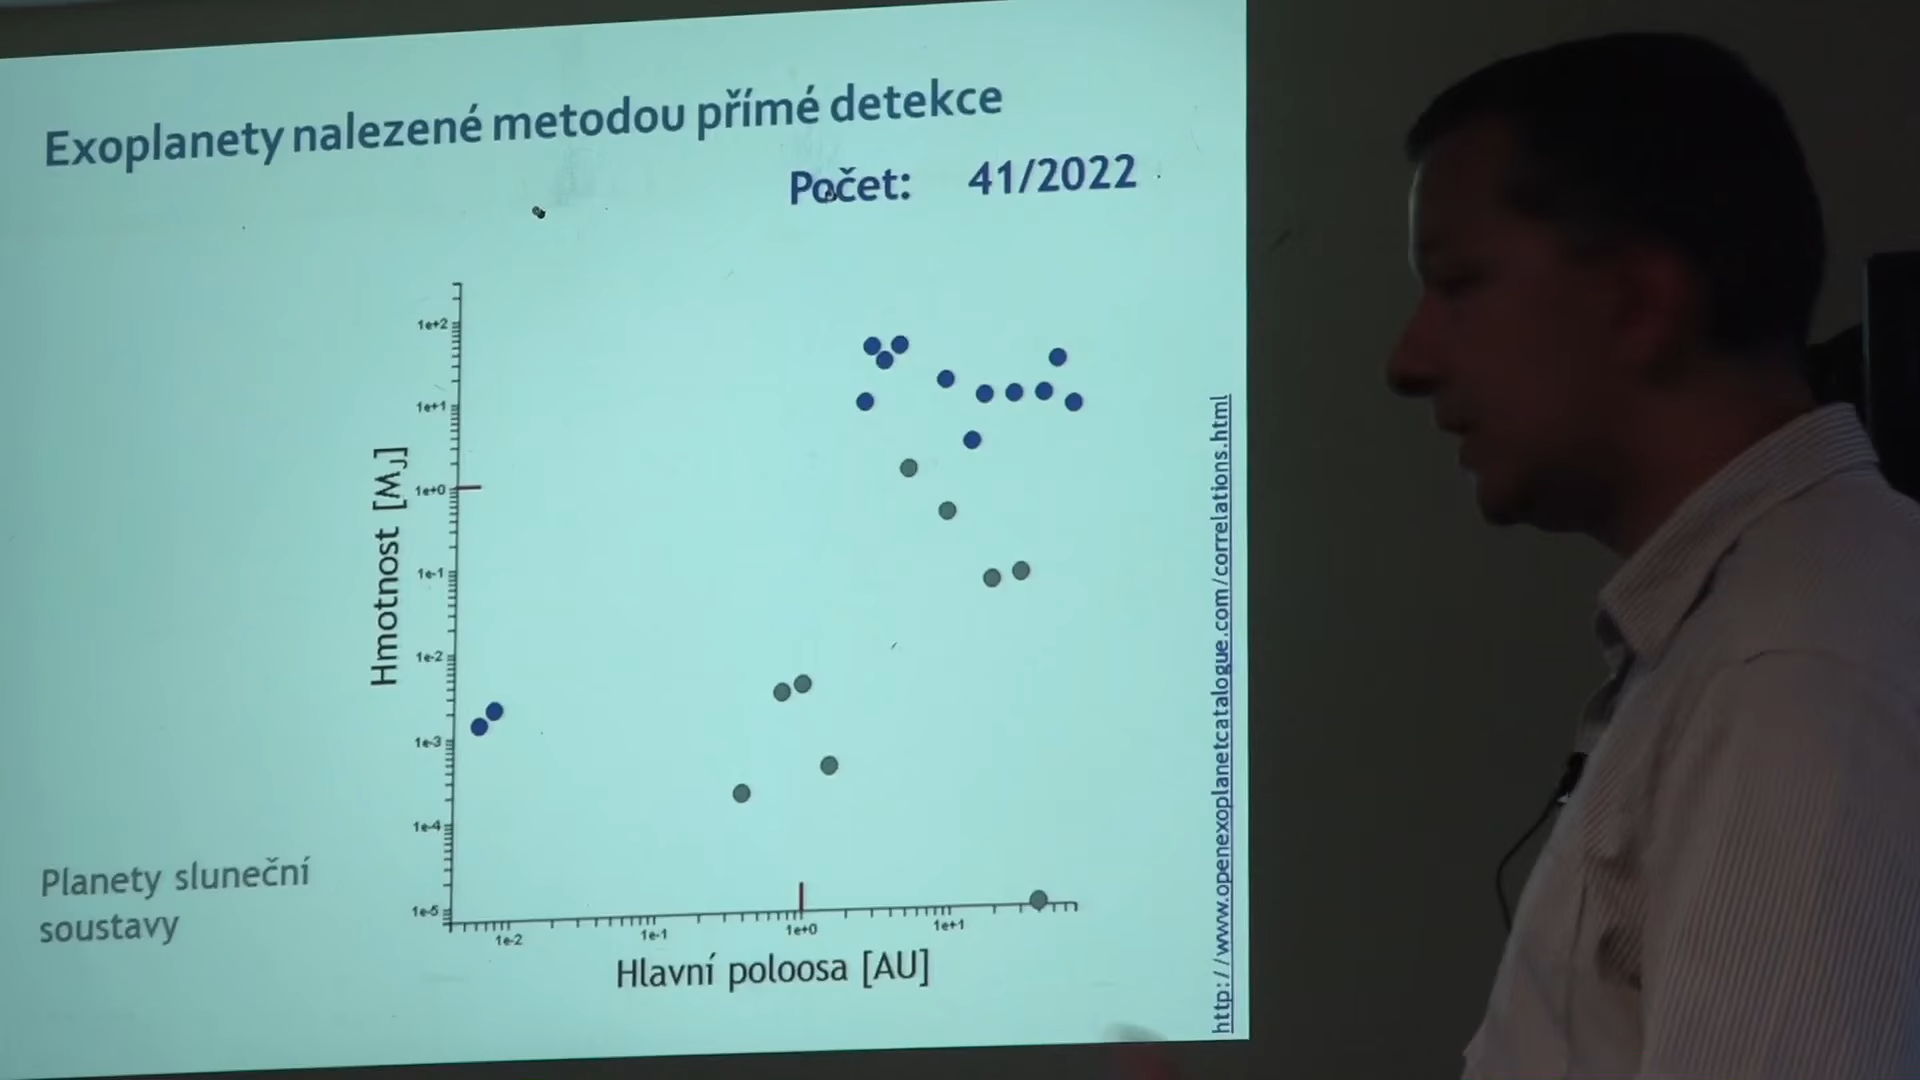 Exoplanety nalezené metodou přímé detekce
Počet: 41/2022
1e+2
1e+1
1e+0
1e-1
1e-2
1e-3
1e-4
1e-5
Hmotnost [MJ]
1e-2
1e-1
1e+0
1e+1
Hlavní poloosa [AU]
Planety sluneční
soustavy
http://www.openexoplanetcatalogue.com/correlations.html